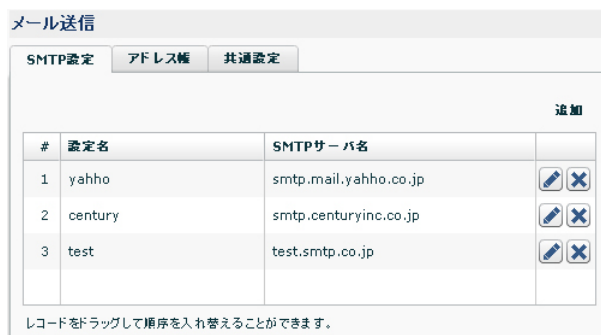 メール送信
SMTP設定 アドレス帳 共通設定
追加
# 設定名 SMTPサーバ名
1 yahho smtp.mail.yahho.co.jp
2 century smtp.centuryinc.co.jp
3 test test.smtp.co.jp
レコードをドラッグして順序を入れ替えることができます。